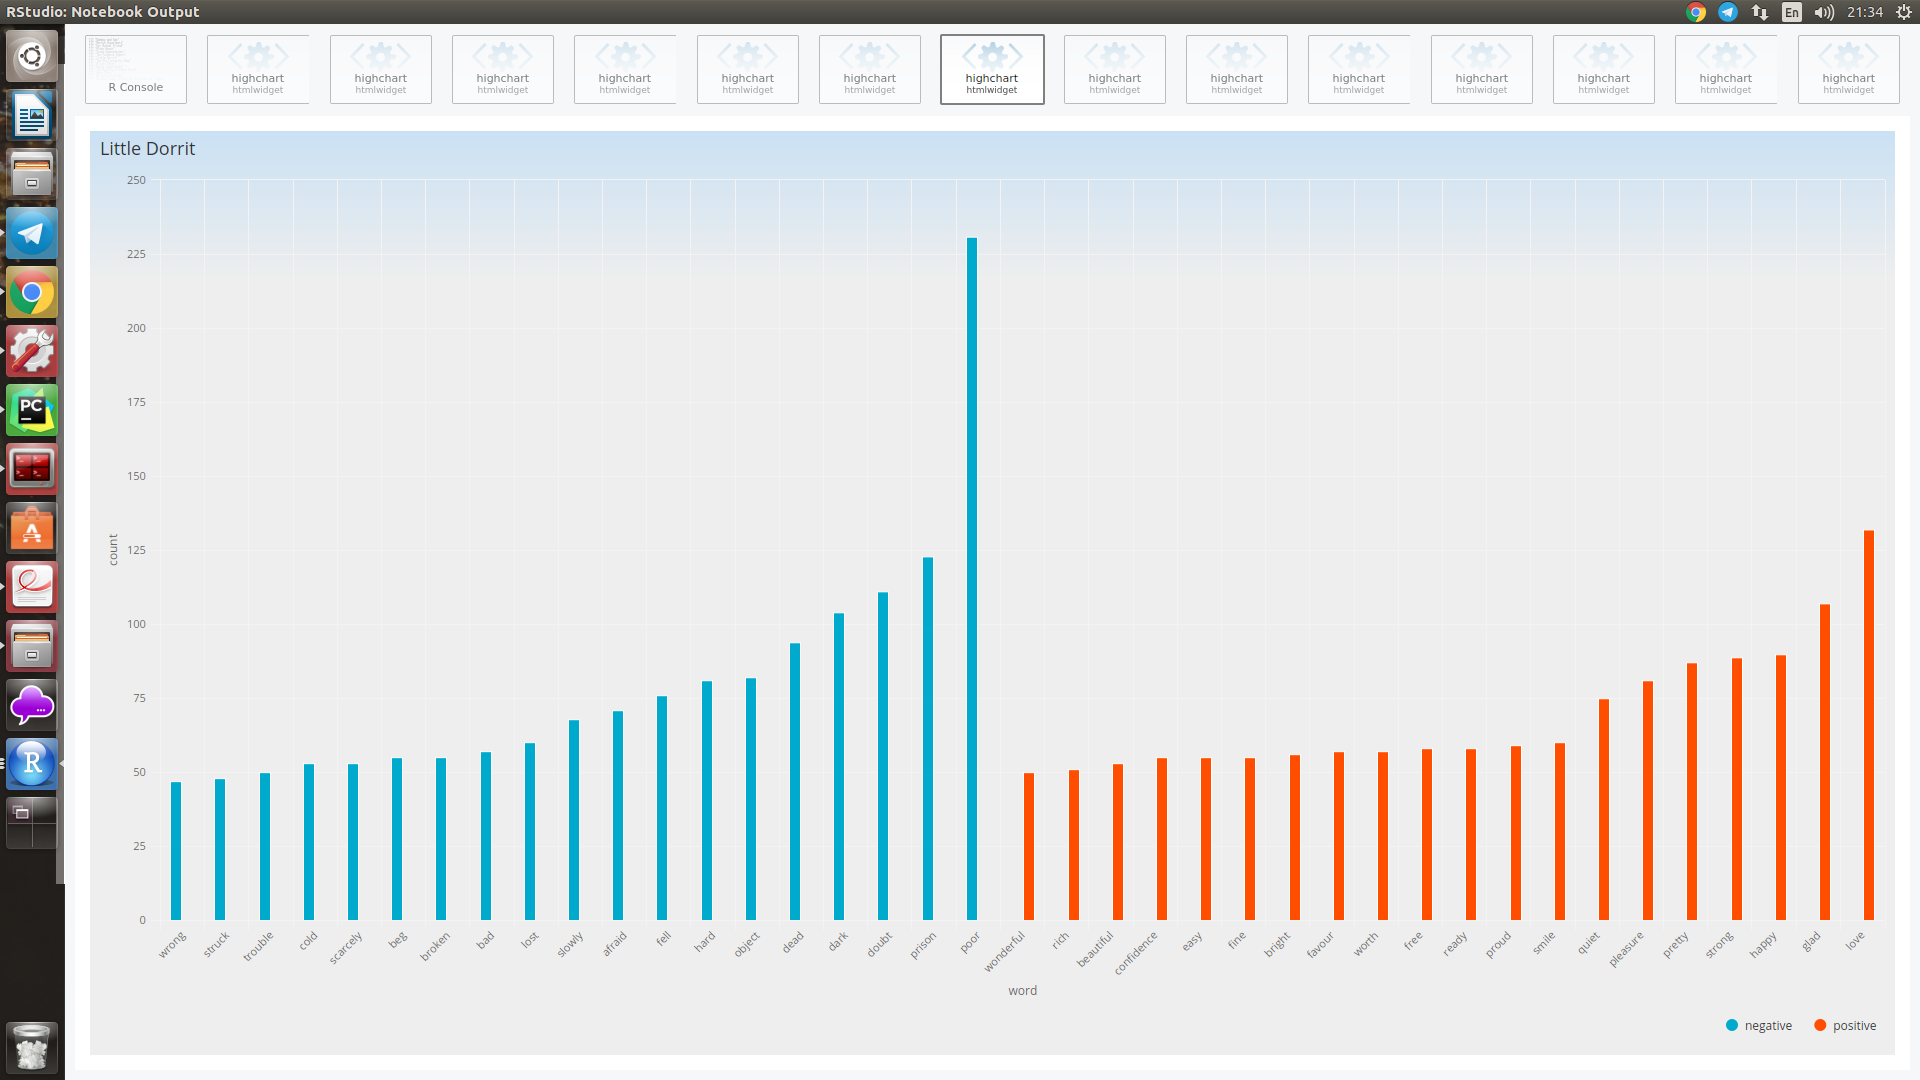 RStudio: Notebook Output
En
21:34
R Console
highchart
htmlwidget
highchart
htmlwidget
highchart
htmlwidget
highchart
htmlwidget
highchart
htmlwidget
highchart
htmlwidget
highchart
htmlwidget
highchart
htmlwidget
highchart
htmlwidget
highchart
htmlwidget
highchart
htmlwidget
highchart
htmlwidget
highchart
htmlwidget
highchart
htmlwidget
PC
A
R
Little Dorrit
250
225
200
175
150
125
100
75
50
25
0
count
wrong
struck
trouble
cold
scarcely
beg
broken
bad
lost
slowly
afraid
fell
hard
object
dead
dark
doubt
prison
poor
wonderful
rich
beautiful
confidence
easy
fine
bright
favour
worth
free
ready
proud
smile
quiet
pleasure
pretty
strong
happy
glad
love
word
negative
positive